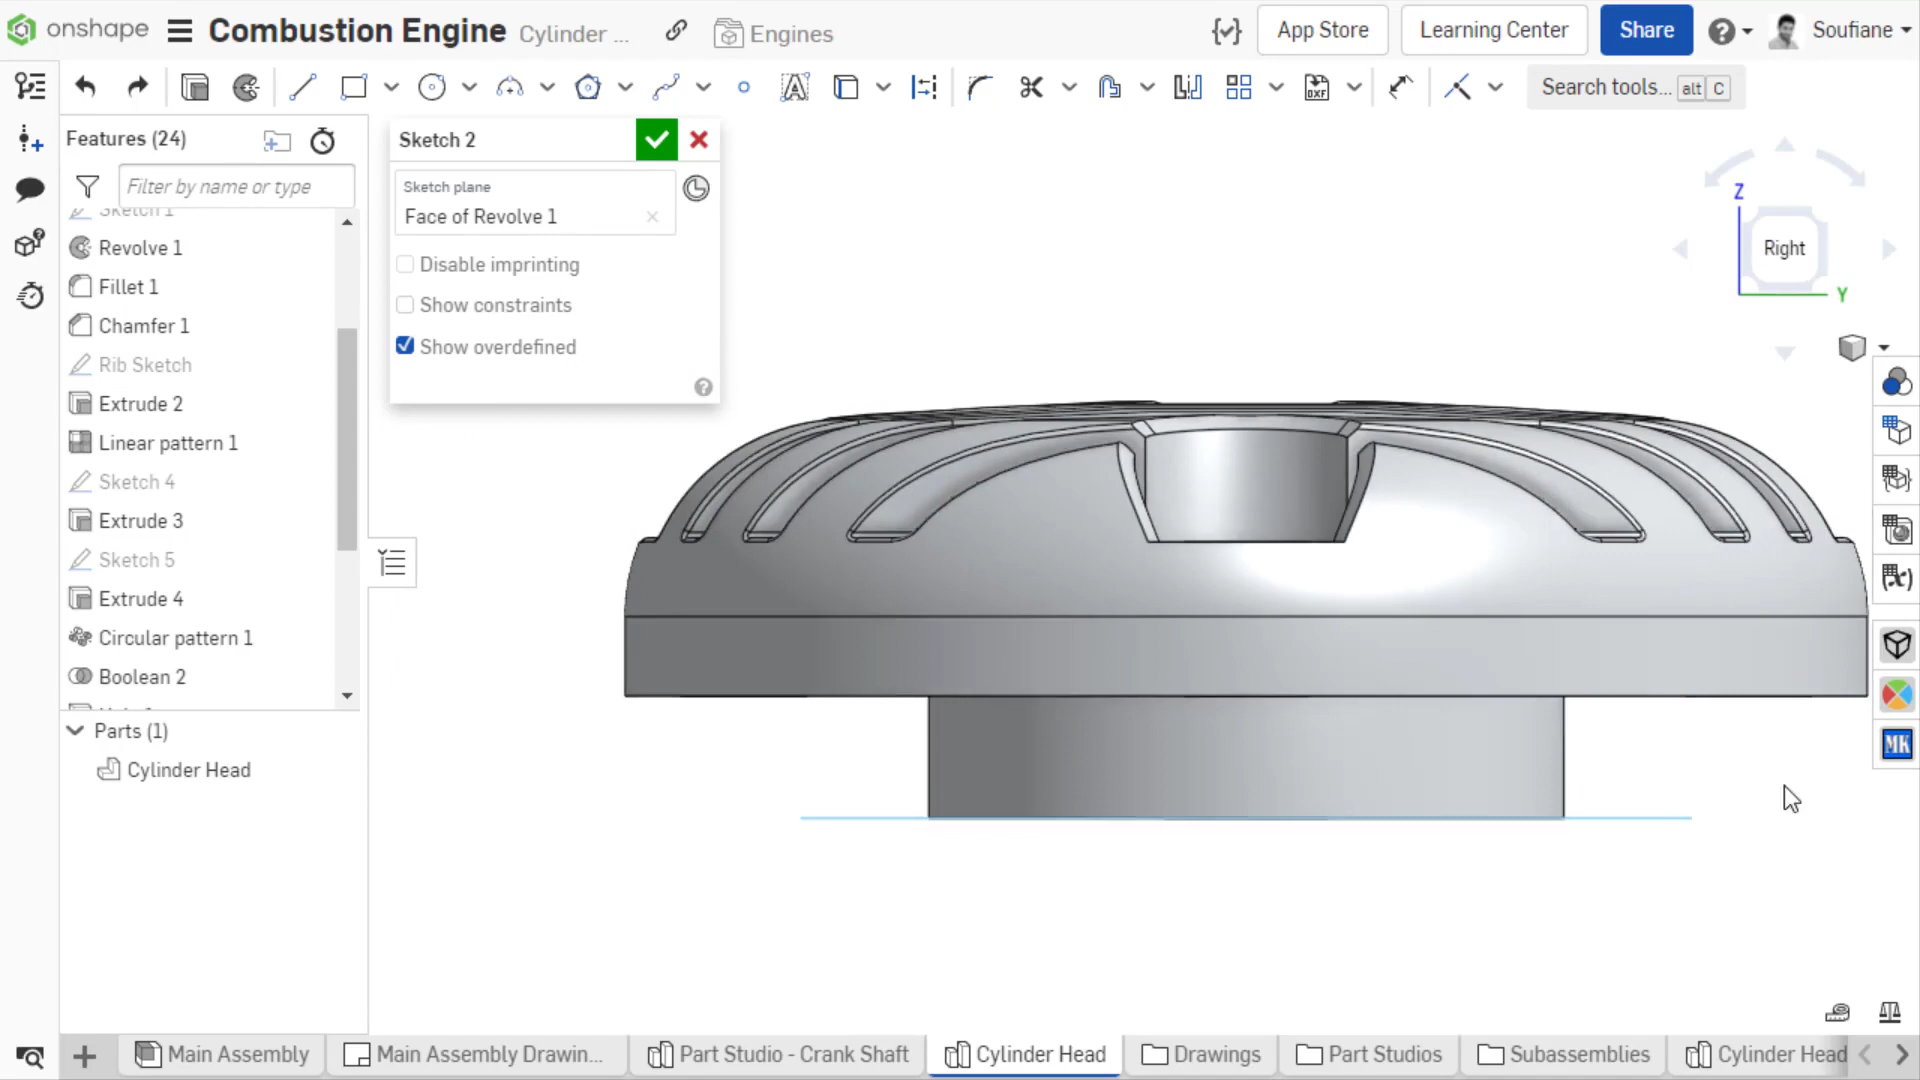 onshape Combustion Engine Cylinder ... Engines App Store Learning Center Share Soufiane
Search tools... alt C
Features (24)
Filter by name or type
Sketch 1
Revolve 1
Fillet 1
Chamfer 1
Rib Sketch
Extrude 2
Linear pattern 1
Sketch 4
Extrude 3
Sketch 5
Extrude 4
Circular pattern 1
Boolean 2
Parts (1)
Cylinder Head
Sketch 2
Sketch plane
Face of Revolve 1
Disable imprinting
Show constraints
Show overdefined
Z
Right
Y
MK
Main Assembly Main Assembly Drawin... Part Studio - Crank Shaft Cylinder Head Drawings Part Studios Subassemblies Cylinder Head